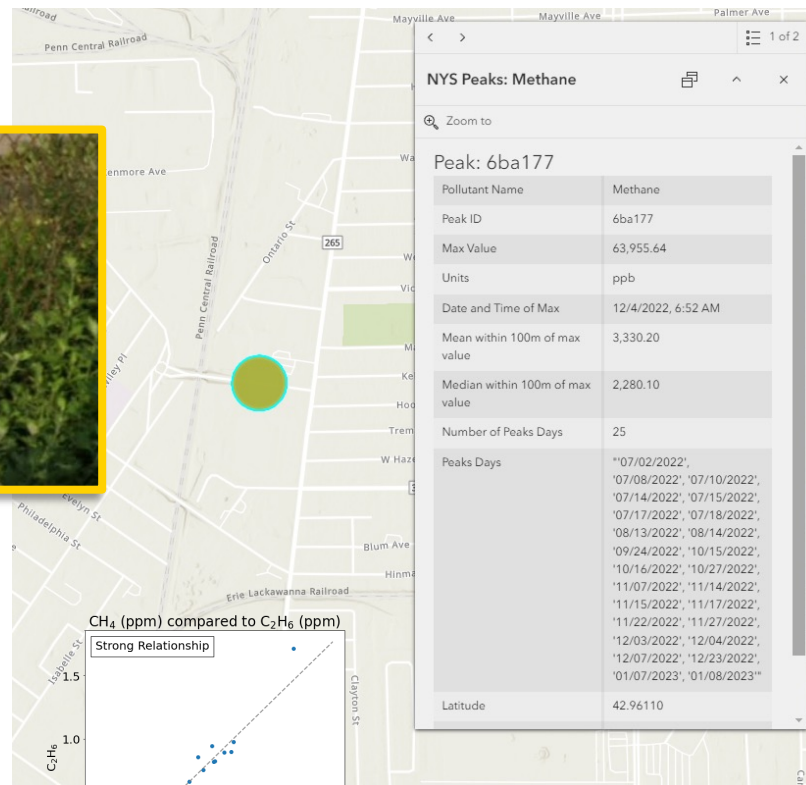 Mayville Ave
Mayville Ave
Palmer Ave
Penn Central Railroad
enmore Ave
Ontario St
265
Penn Central Railroad
iley Pl
Trem
W Haze
Evelyn St
Philadelphia St
Blum Ave
Hinma
Erie Lackawanna Railroad
Isabelle St
Clayton St
1 of 2
NYS Peaks: Methane
Zoom to
Peak: 6ba177
Pollutant Name Methane
Peak ID 6ba177
Max Value 63,955.64
Units ppb
Date and Time of Max 12/4/2022, 6:52 AM
Mean within 100m of max 3,330.20
value
Median within 100m of max 2,280.10
value
Number of Peaks Days 25
Peaks Days "'07/02/2022',
'07/08/2022', '07/10/2022',
'07/14/2022', '07/15/2022',
'07/17/2022', '07/18/2022',
'08/13/2022', '08/14/2022',
'09/24/2022', '10/15/2022',
'10/16/2022', '10/27/2022',
'11/07/2022', '11/14/2022',
'11/15/2022', '11/17/2022',
'11/22/2022', '11/27/2022',
'12/03/2022', '12/04/2022',
'12/07/2022', '12/23/2022',
'01/07/2023', '01/08/2023'"
Latitude 42.96110
CH₄ (ppm) compared to C₂H₆ (ppm)
Strong Relationship
1.5
1.0
C₂H₆